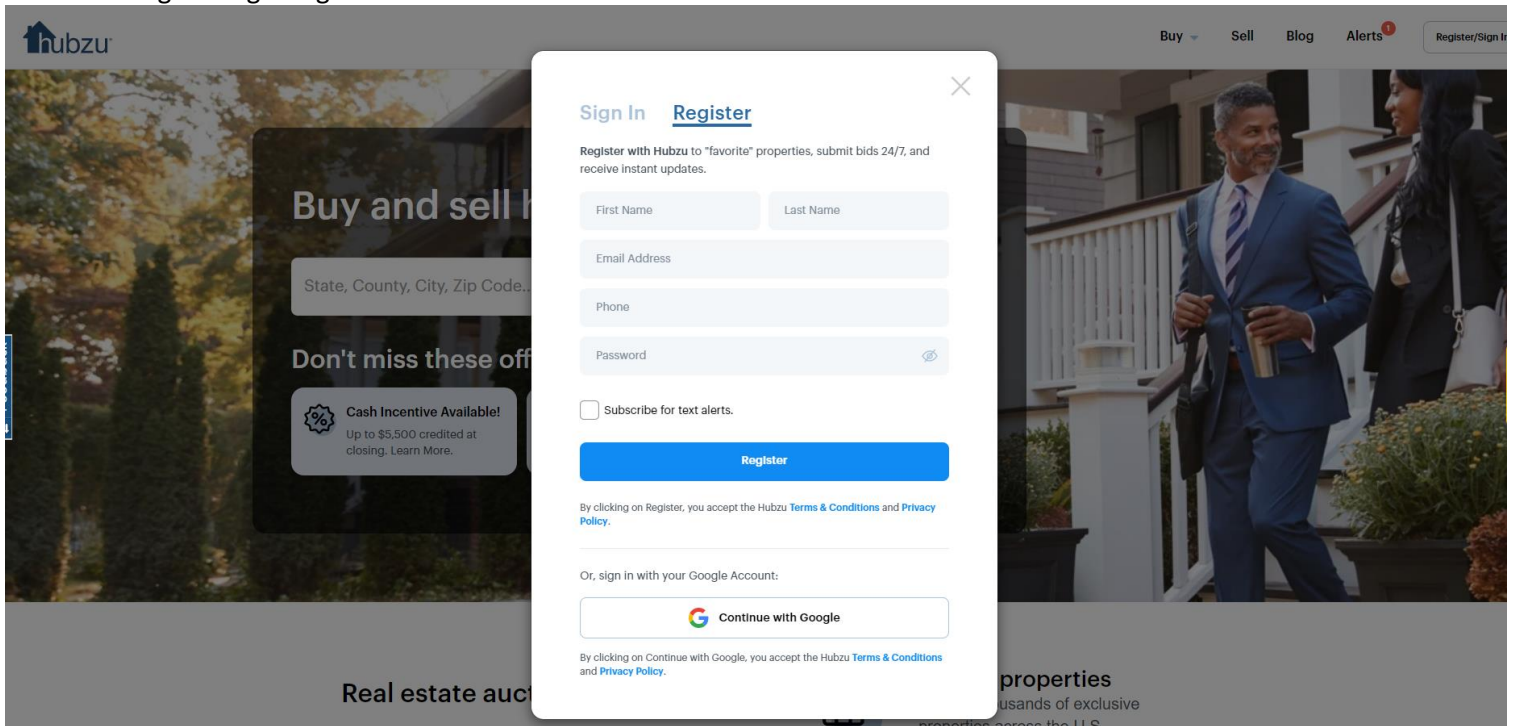 hubzu
Buy Sell Blog Alerts 1 Register/Sign In
Sign In Register
Register with Hubzu to "favorite" properties, submit bids 24/7, and
receive instant updates.
First Name Last Name
Email Address
Phone
Password
Subscribe for text alerts.
Register
By clicking on Register, you accept the Hubzu Terms & Conditions and Privacy
Policy.
Or, sign in with your Google Account:
Continue with Google
By clicking on Continue with Google, you accept the Hubzu Terms & Conditions
and Privacy Policy.
Buy and sell
State, County, City, Zip Code..
Don't miss these off
Cash Incentive Available!
Up to $5,500 credited at
closing. Learn More.
Real estate auct
properties
usands of exclusive
properties across the U.S.